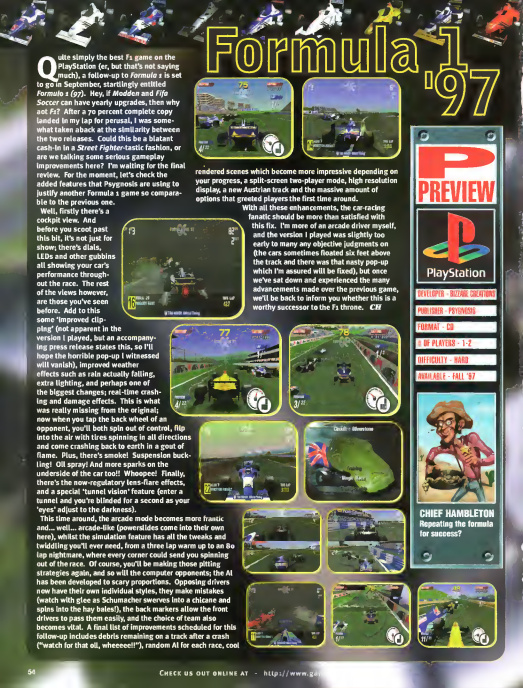 Formula 1
'97
Quite simply the best F1 game on the
PlayStation (er, but that's not saying
much), a follow-up to Formula 1 is set
to go in September, startlingly entitled
Formula 1 (97). Hey, if Madden and Fifa
Soccer can have yearly upgrades, then why
not F1? After a 70 percent complete copy
landed in my lap for perusal, I was some-
what taken aback at the similarity between
the two releases. Could this be a blatant
cash-in in a Street Fighter-tastic fashion, or
are we talking some serious gameplay
improvements here? I'm waiting for the final
review. For the moment, let's check the
added features that Psygnosis are using to
justify another Formula 1 game so compara-
ble to the previous one.
Well, firstly there's a
cockpit view. And
before you scoot past
this bit, it's not just for
show; there's dials,
LEDs and other gubbins
all showing your car's
performance through-
out the race. The rest
of the views however,
are those you've seen
before. Add to this
some 'improved clip-
ping' (not apparent in the
version I played, but an accompany-
ing press release states this, so I'll
hope the horrible pop-up I witnessed
will vanish), improved weather
effects such as rain actually falling,
extra lighting, and perhaps one of
the biggest changes; real-time crash-
ing and damage effects. This is what
was really missing from the original;
now when you tap the back wheel of an
opponent, you'll both spin out of control, flip
into the air with tires spinning in all directions
and come crashing back to earth in a gout of
flame. Plus, there's smoke! Suspension buck-
ling! Oil spray! And more sparks on the
underside of the car too!! Whoopee! Finally,
there's the now-regulatory lens-flare effects,
and a special 'tunnel vision' feature (enter a
tunnel and you're blinded for a second as your
'eyes' adjust to the darkness).
This time around, the arcade mode becomes more frantic
and... well... arcade-like (powerslides come into their own
here), whilst the simulation feature has all the tweaks and
twiddling you'll ever need, from a three lap warm up to an 80
lap nightmare, where every corner could send you spinning
out of the race. Of course, you'll be making those pitting
strategies again, and so will the computer opponents; the AI
has been developed to scary proportions. Opposing drivers
now have their own individual styles, they make mistakes
(watch with glee as Schumacher swerves into a chicane and
spins into the hay bales!), the back markers allow the front
drivers to pass them easily, and the choice of team also
becomes vital. A final list of improvements scheduled for this
follow-up includes debris remaining on a track after a crash
("watch for that oil, wheeeee!!"), random AI for each race, cool
rendered scenes which become more impressive depending on
your progress, a split-screen two-player mode, high resolution
display, a new Austrian track and the massive amount of
options that greeted players the first time around.
With all these enhancements, the car-racing
fanatic should be more than satisfied with
this fix. I'm more of an arcade driver myself,
and the version I played was slightly too
early to many any objective judgments on
(the cars sometimes floated six feet above
the track and there was that nasty pop-up
which I'm assured will be fixed), but once
we've sat down and experienced the many
advancements made over the previous game,
we'll be back to inform you whether this is a
worthy successor to the F1 throne. CH
P
PREVIEW
PlayStation
DEVELOPER - BIZARRE CREATIONS
PUBLISHER - PSYGNOSIS
FORMAT - CD
# OF PLAYERS - 1-2
DIFFICULTY - HARD
AVAILABLE - FALL '97
CHIEF HAMBLETON
Repeating the formula
for success?
54
CHECK US OUT ONLINE AT - http://www.ga